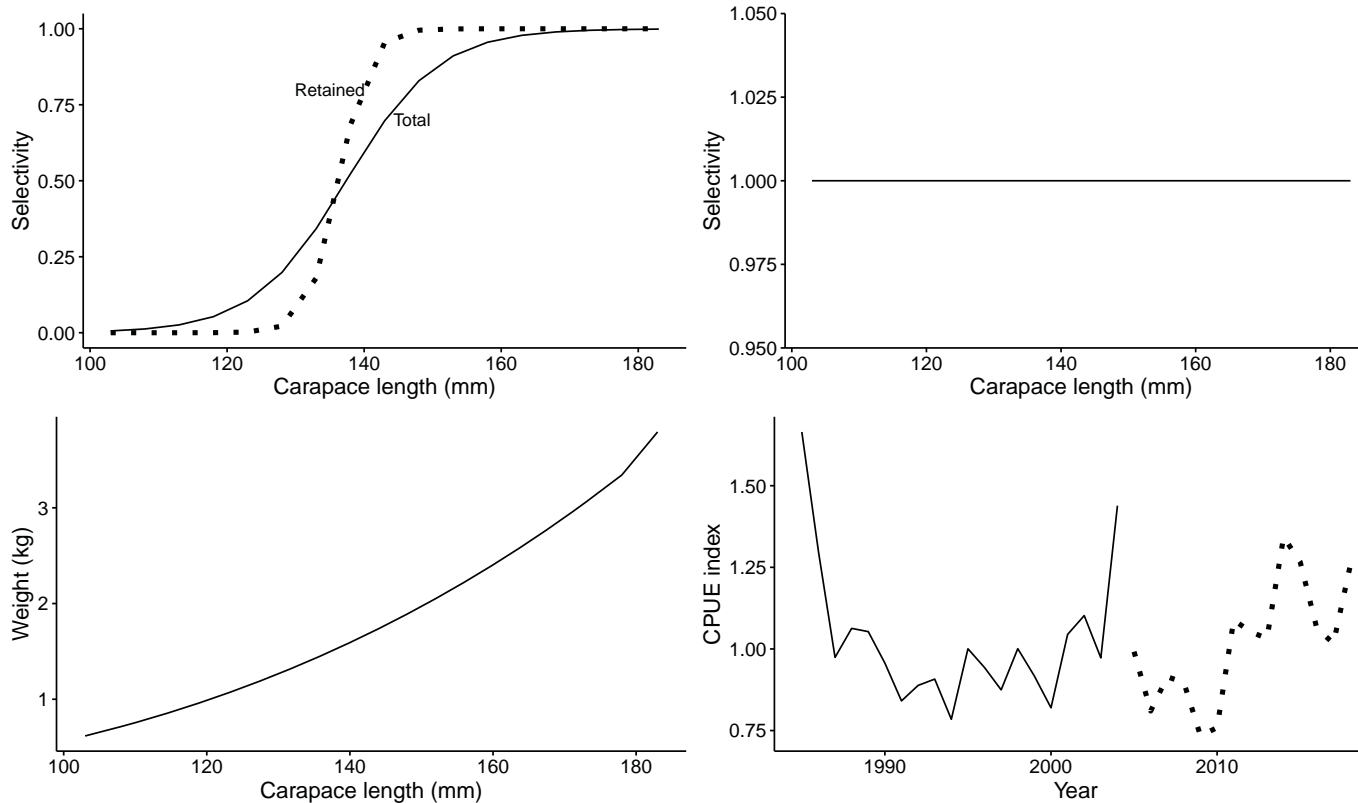 1.00
0.75
0.50
0.25
0.00
Selectivity
Retained
Total
100 120 140 160 180
Carapace length (mm)
1.050
1.025
1.000
0.975
0.950
Selectivity
100 120 140 160 180
Carapace length (mm)
3
2
1
Weight (kg)
100 120 140 160 180
Carapace length (mm)
1.50
1.25
1.00
0.75
CPUE index
1990 2000 2010
Year